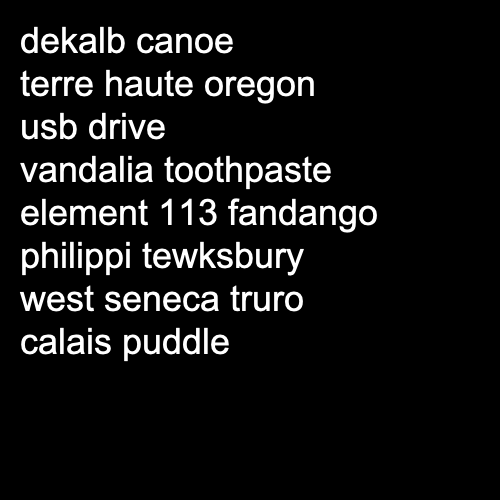 dekalb canoe
terre haute oregon
usb drive
vandalia toothpaste
element 113 fandango
philippi tewksbury
west seneca truro
calais puddle